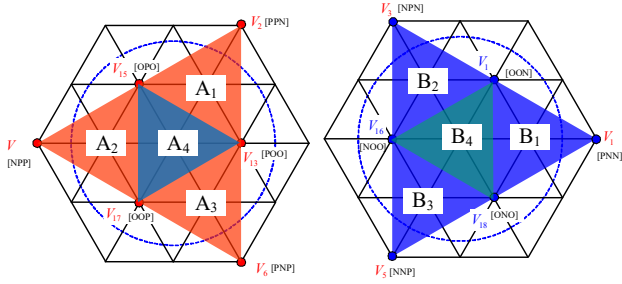 V2 [PPN]
V15 [OPO]
A1
V [NPP]
A2
A4
V13 [POO]
A3
V17 [OOP]
V6 [PNP]
V3 [NPN]
V1 [OON]
B2
V16 [NOO]
B4
B1
V1 [PNN]
B3
V18 [ONO]
V5 [NNP]